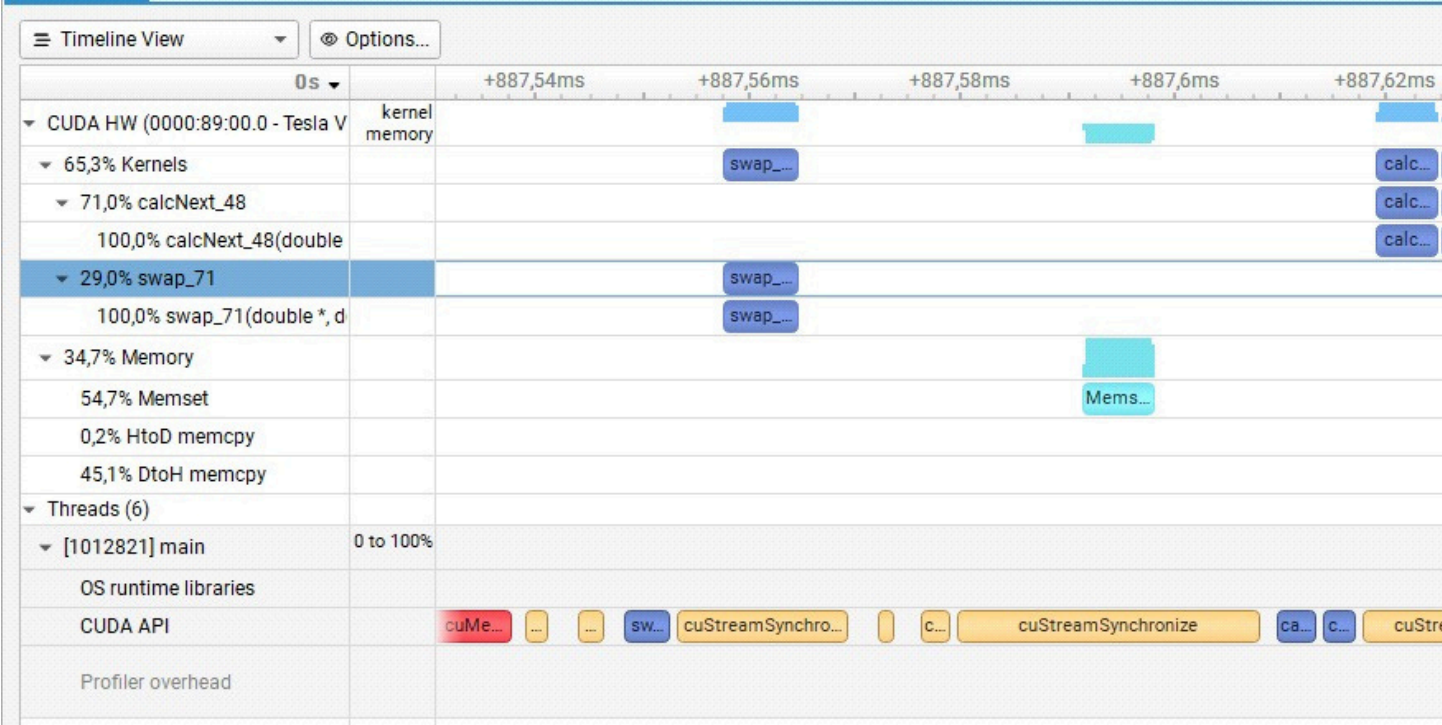 Timeline View Options...
0s +887,54ms +887,56ms +887,58ms +887,6ms +887,62ms
CUDA HW (0000:89:00.0 - Tesla V kernel
memory
65,3% Kernels swap_... calc...
71,0% calcNext_48 calc...
100,0% calcNext_48(double calc...
29,0% swap_71 swap_...
100,0% swap_71(double *, d swap_...
34,7% Memory
54,7% Memset Mems...
0,2% HtoD memcpy
45,1% DtoH memcpy
Threads (6)
[1012821] main 0 to 100%
OS runtime libraries
CUDA API cuMe... ... ... sw... cuStreamSynchro... c... cuStreamSynchronize ca... c... cuStre
Profiler overhead